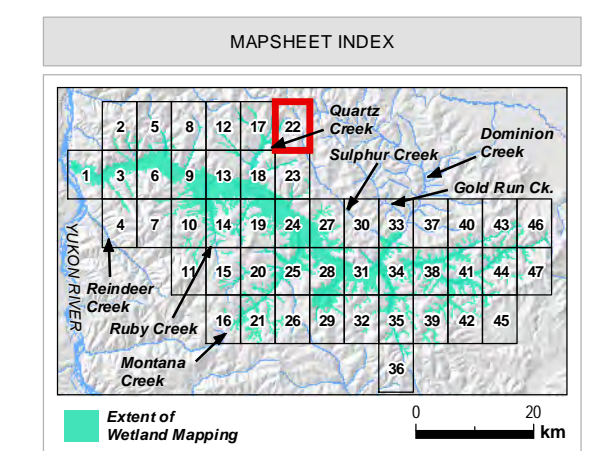 MAPSHEET INDEX
2 5 8 12 17 22
Quartz
Creek
Dominion
Creek
Sulphur Creek
Gold Run Ck.
1 3 6 9 13 18 23
4 7 10 14 19 24 27 30 33 37 40 43 46
YUKON RIVER
11 15 20 25 28 31 34 38 41 44 47
Reindeer
Creek
Ruby Creek
16 21 26 29 32 35 39 42 45
Montana
Creek
36
Extent of
Wetland Mapping
0 20
km